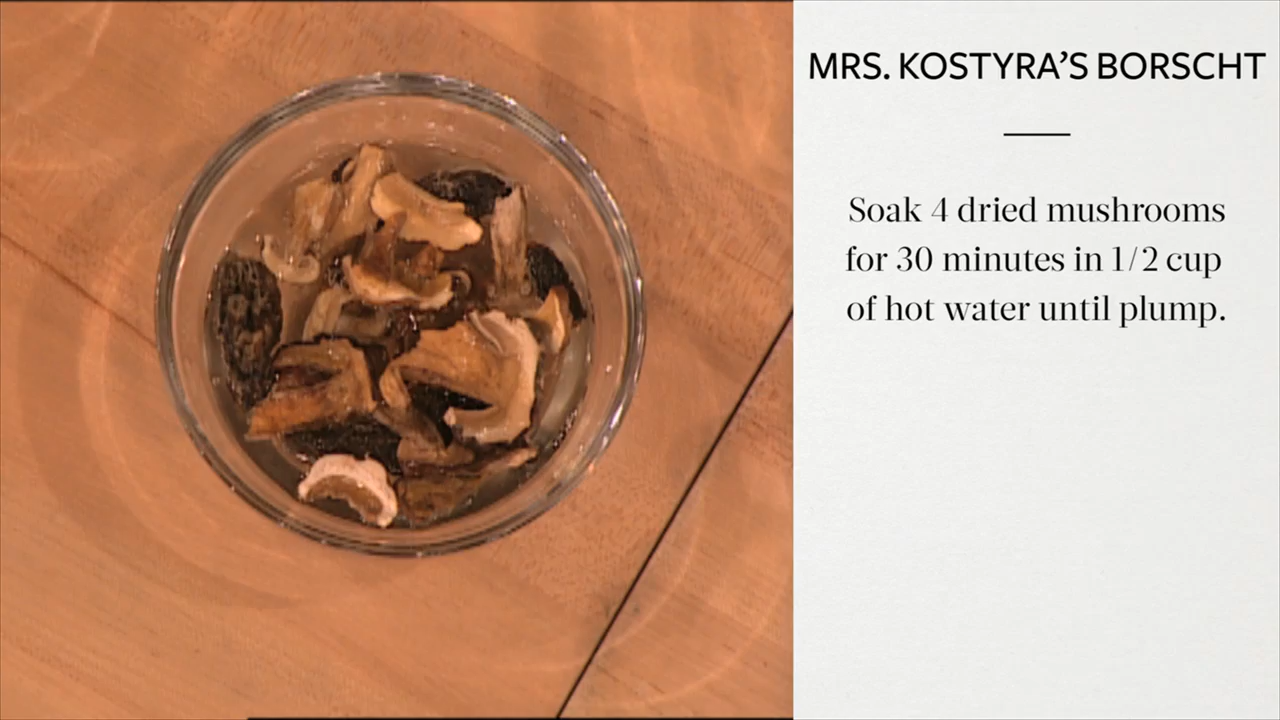 MRS. KOSTYRA’S BORSCHT
Soak 4 dried mushrooms
for 30 minutes in 1/2 cup
of hot water until plump.